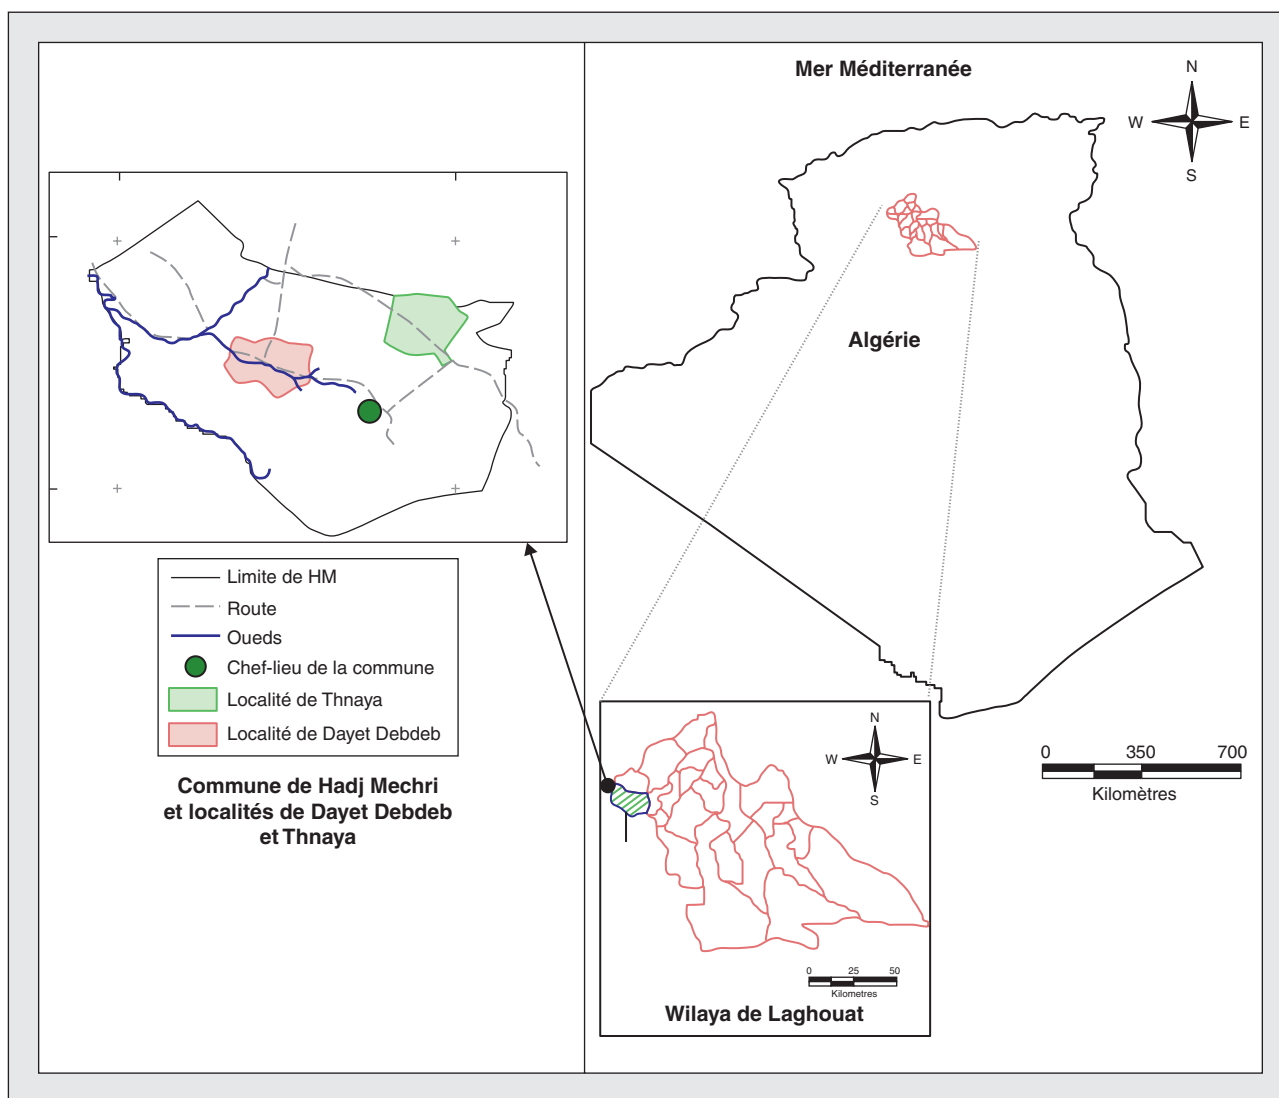 Limite de HM
Route
Oueds
Chef-lieu de la commune
Localité de Thnaya
Localité de Dayet Debdeb
Commune de Hadj Mechri
et localités de Dayet Debdeb
et Thnaya
Mer Méditerranée
N
W
E
S
Algérie
0 350 700
Kilomètres
N
W
E
S
0 25 50
Kilometres
Wilaya de Laghouat